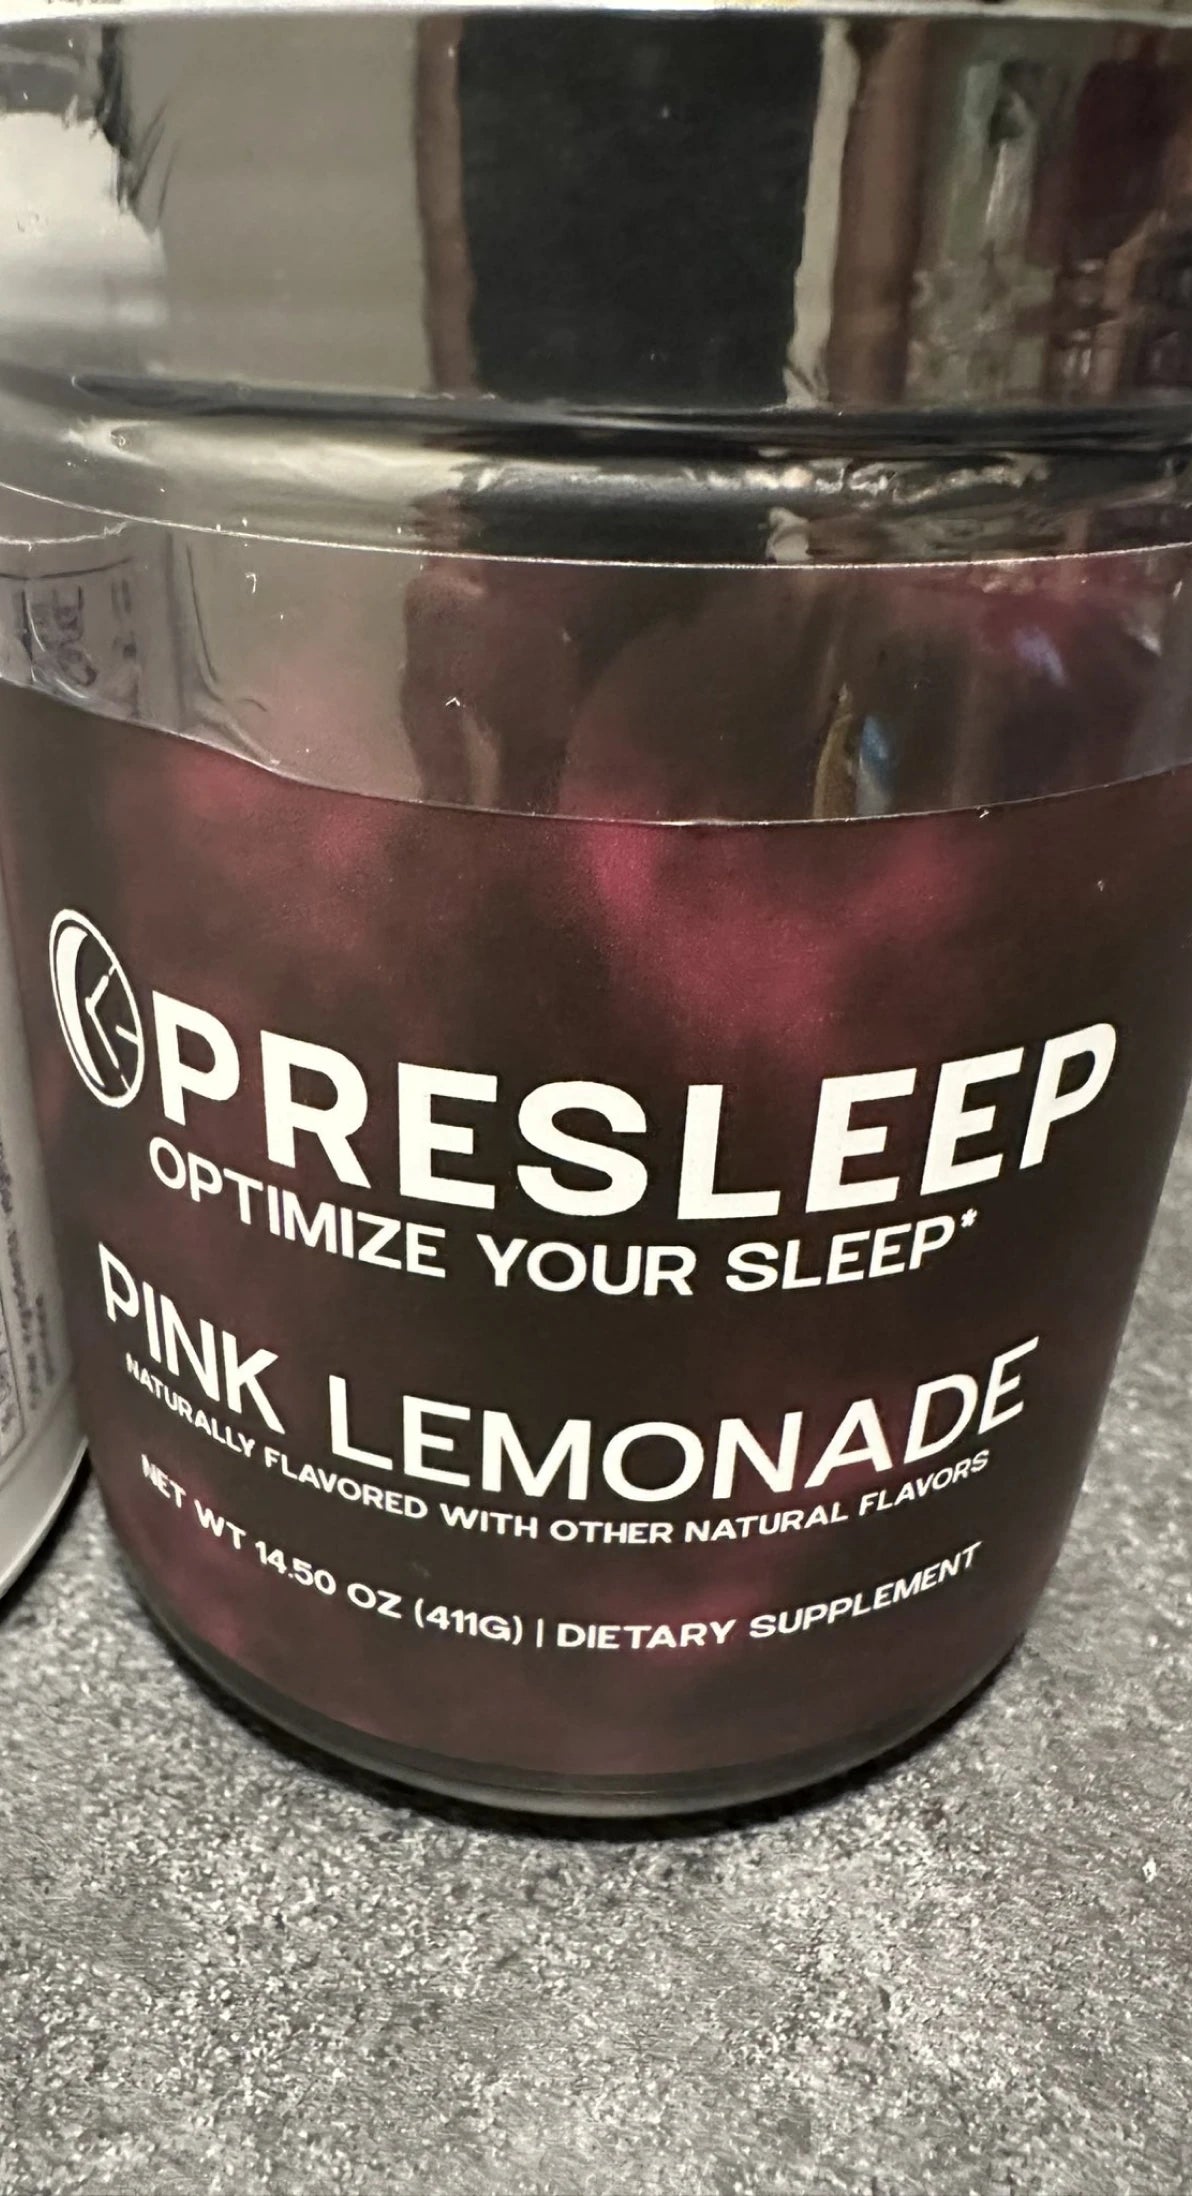 PRESLEEP
OPTIMIZE YOUR SLEEP*
PINK LEMONADE
NATURALLY FLAVORED WITH OTHER NATURAL FLAVORS
NET WT 14.50 OZ (411G) | DIETARY SUPPLEMENT